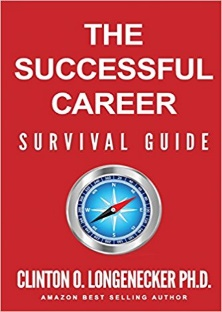 THE
SUCCESSFUL
CAREER
SURVIVAL GUIDE
CLINTON O. LONGENECKER PH.D.
AMAZON BEST SELLING AUTHOR